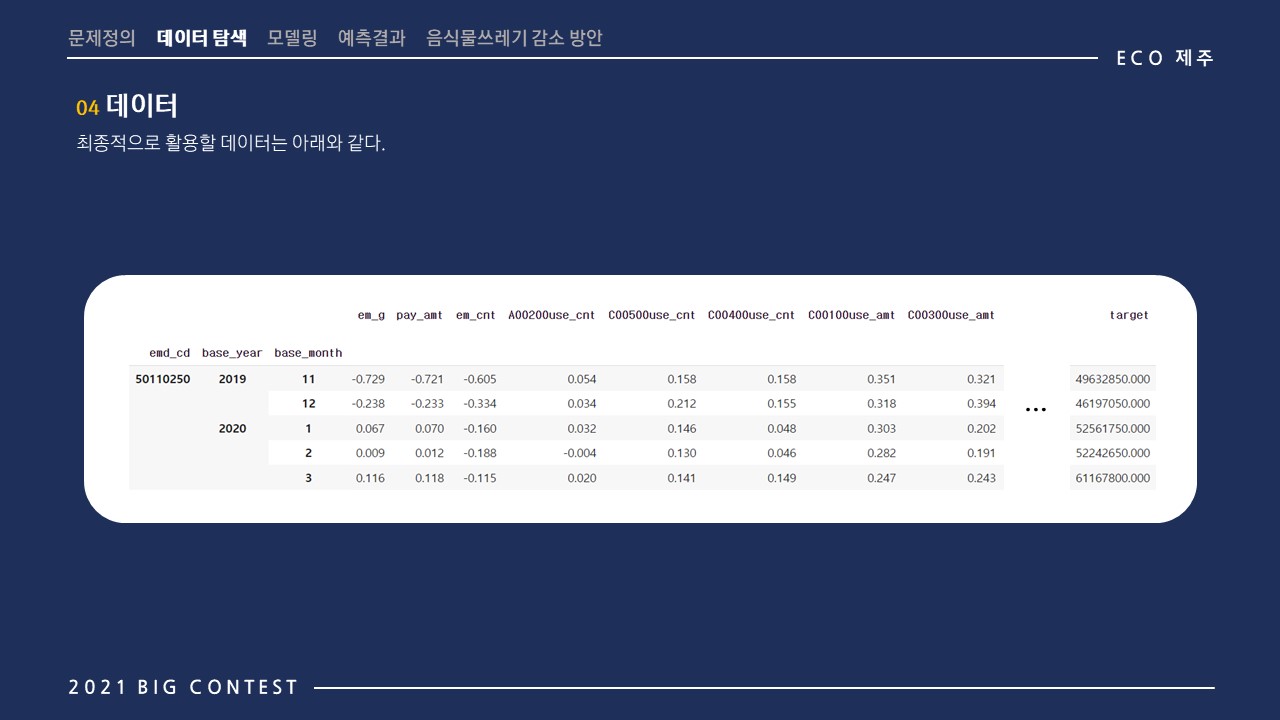 문제정의 데이터 탐색 모델링 예측결과 음식물쓰레기 감소 방안
ECO 제주
04 데이터
최종적으로 활용할 데이터는 아래와 같다.
em_g pay_amt em_cnt A00200use_cnt C00500use_cnt C00400use_cnt C00100use_amt C00300use_amt target
emd_cd base_year base_month
50110250 2019 11 -0.729 -0.721 -0.605 0.054 0.158 0.158 0.351 0.321 49632850.000
12 -0.238 -0.233 -0.334 0.034 0.212 0.155 0.318 0.394 ... 46197050.000
2020 1 0.067 0.070 -0.160 0.032 0.146 0.048 0.303 0.202 52561750.000
2 0.009 0.012 -0.188 -0.004 0.130 0.046 0.282 0.191 52242650.000
3 0.116 0.118 -0.115 0.020 0.141 0.149 0.247 0.243 61167800.000
2021 BIG CONTEST